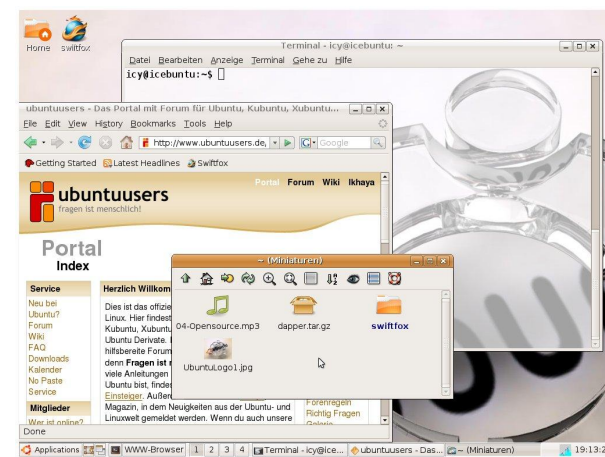 Home
swiftfox
Terminal - icy@icebuntu: ~
Datei Bearbeiten Anzeige Terminal Gehe zu Hilfe
icy@icebuntu:~$
ubuntuusers - Das Portal mit Forum für Ubuntu, Kubuntu, Xubuntu...
File Edit View History Bookmarks Tools Help
http://www.ubuntuusers.de,
Google
Getting Started Latest Headlines Swiftfox
ubuntuusers
fragen ist menschlich!
Portal Forum Wiki Ikhaya
Portal
Index
Service
Neu bei
Ubuntu?
Forum
Wiki
FAQ
Downloads
Kalender
No Paste
Service
Mitglieder
Wer ist online?
Herzlich Willkom
Dies ist das offizie
Linux. Hier findest
Kubuntu, Xubuntu
Ubuntu Derivate.
hilfsbereite Forum
denn Fragen ist
viele Anleitungen
Ubuntu bist, finde
Einsteiger. Außer
Magazin, in dem Neuigkeiten aus der Ubuntu- und
Linuxwelt gemeldet werden. Wenn du auch unsere
Forenregeln
Richtig Fragen
Galerie
~ (Miniaturen)
04-Opensource.mp3
dapper.tar.gz
swiftfox
UbuntuLogo1.jpg
Done
Applications WWW-Browser 1 2 3 4 Terminal - icy@ice... ubuntuusers - Das... ~ (Miniaturen) 19:13:2